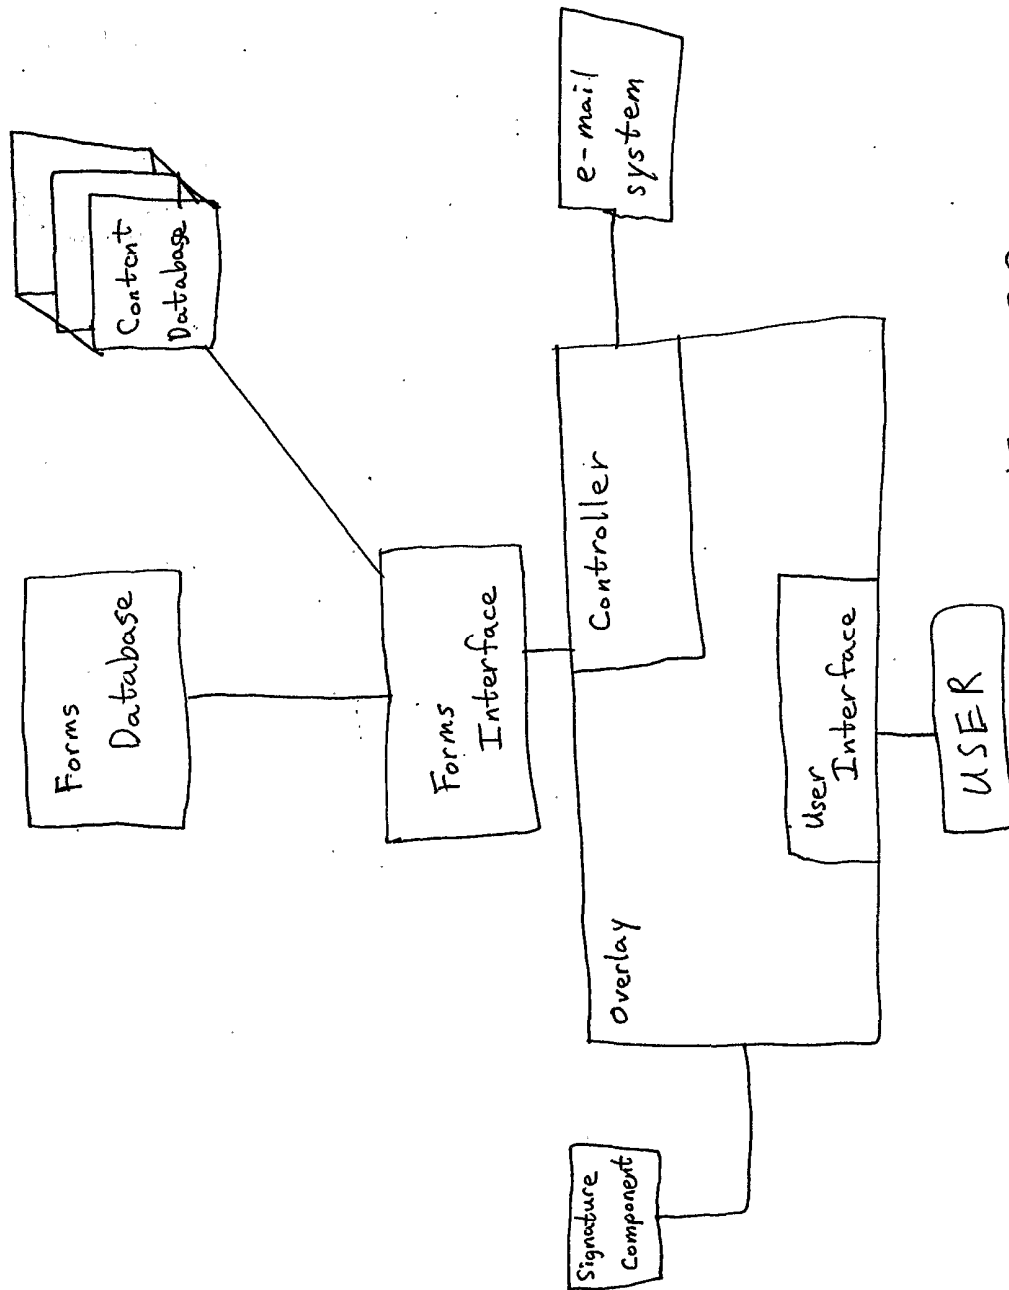 Forms
Database
Content
Database
Forms
Interface
Overlay
Controller
e-mail
system
Signature
Component
User
Interface
USER